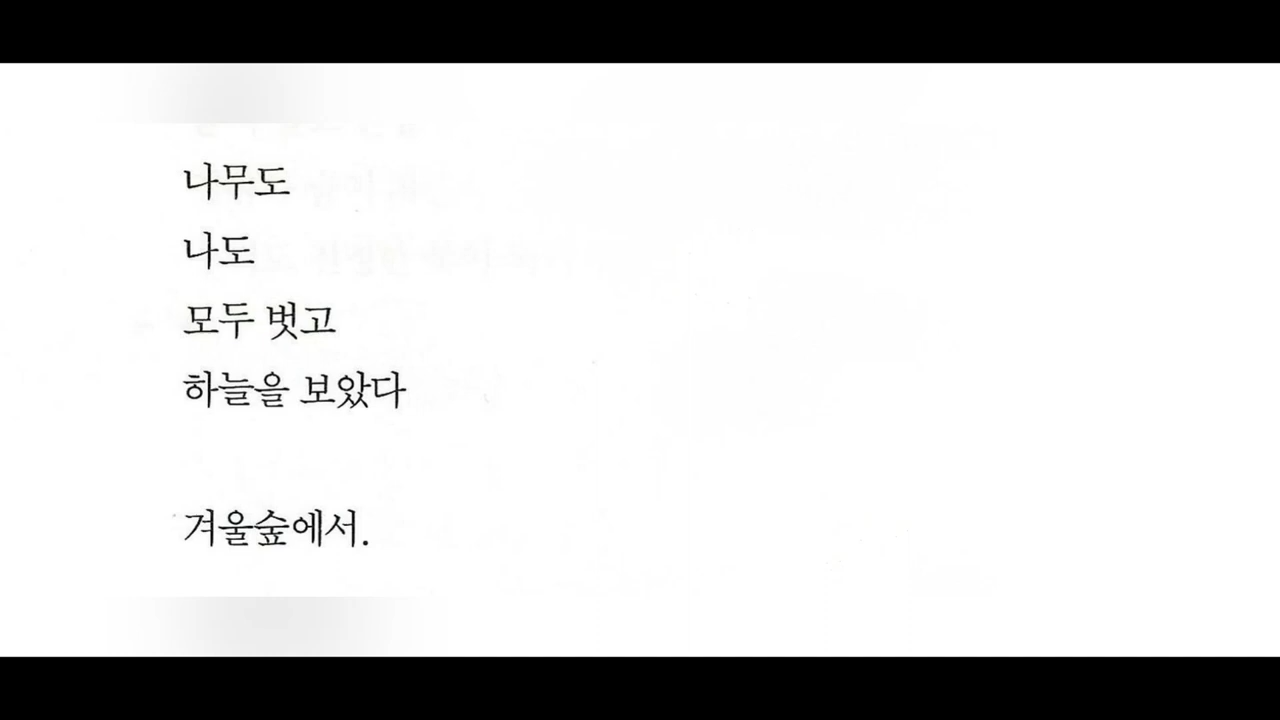 나무도
나도
모두 벗고
하늘을 보았다
겨울숲에서.